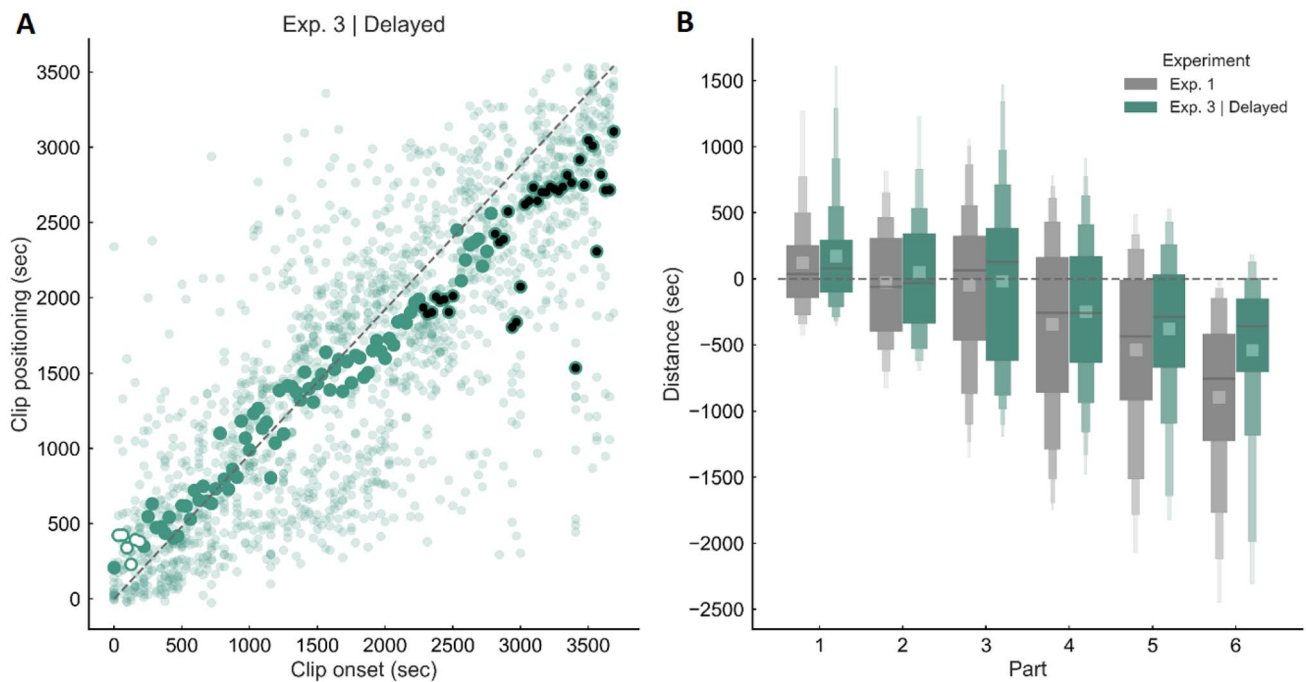 A
Exp. 3 | Delayed
3500
3000
2500
2000
1500
1000
500
0
Clip positioning (sec)
0 500 1000 1500 2000 2500 3000 3500
Clip onset (sec)
B
Experiment
Exp. 1
Exp. 3 | Delayed
1500
1000
500
0
−500
−1000
−1500
−2000
−2500
Distance (sec)
1 2 3 4 5 6
Part